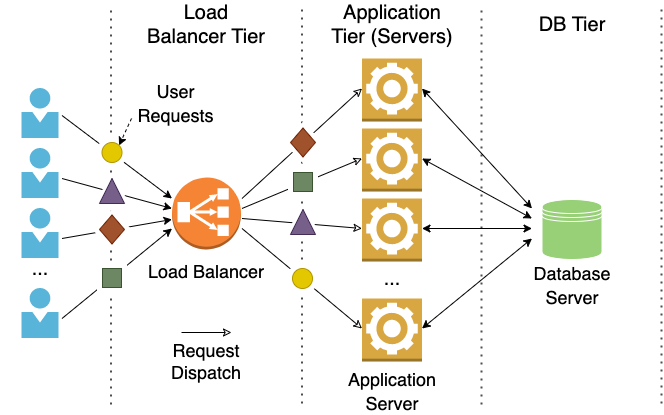 Load
Balancer Tier
Application
Tier (Servers)
DB Tier
User
Requests
...
Load Balancer
...
Database
Server
Request
Dispatch
Application
Server